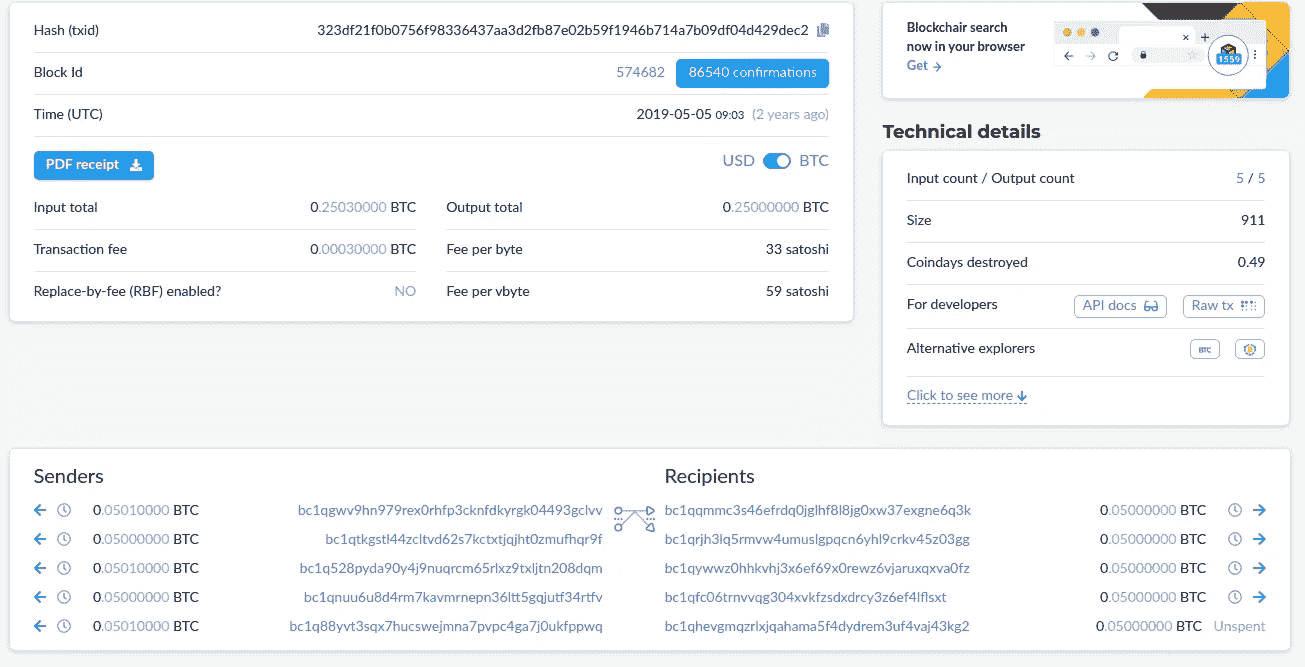 Hash (txid) 323df21f0b0756f98336437aa3d2fb87e02b59f1946b714a7b09df04d429dec2
Block Id 574682 86540 confirmations
Time (UTC) 2019-05-05 09:03 (2 years ago)
PDF receipt USD BTC
Input total 0.25030000 BTC Output total 0.25000000 BTC
Transaction fee 0.00030000 BTC Fee per byte 33 satoshi
Replace-by-fee (RBF) enabled? NO Fee per vbyte 59 satoshi
Blockchair search
now in your browser
Get →
1559
Technical details
Input count / Output count 5 / 5
Size 911
Coindays destroyed 0.49
For developers API docs Raw tx
Alternative explorers BTC
Click to see more ↓
Senders Recipients
0.05010000 BTC bc1qgwv9hn979rex0rhfp3cknfdkyrgk04493gclvv bc1qqmmc3s46efrdq0jglhf8l8jg0xw37exgne6q3k 0.05000000 BTC
0.05000000 BTC bc1qtkgstl44zcltvd62s7kctxtjqjht0zmufhqr9f bc1qrjh3lq5rmvw4umuslgpqcn6yhl9crkv45z03gg 0.05000000 BTC
0.05010000 BTC bc1q528pyda90y4j9nuqrcm65rlxz9txljtn208dqm bc1qywwz0hhkvhj3x6ef69x0rewz6vjaruxqxva0fz 0.05000000 BTC
0.05000000 BTC bc1qnuu6u8d4rm7kavmrnepn36ltt5gqjutf34rtfv bc1qfc06trnvvqg304xvkfzsdxdrcy3z6ef4lflsxt 0.05000000 BTC
0.05010000 BTC bc1q88yvt3sqx7hucswejmna7pvpc4ga7j0ukfppwq bc1qhevgmqzrlxjqahama5f4dydrem3uf4vaj43kg2 0.05000000 BTC Unspent